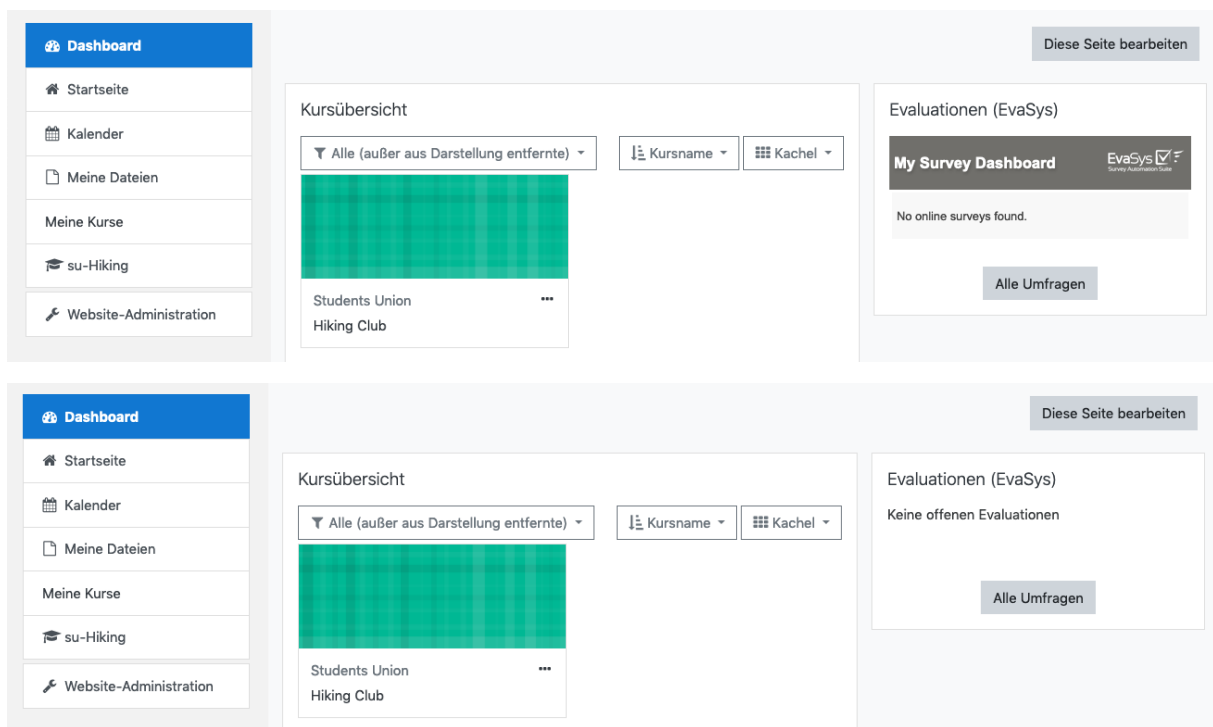 Dashboard
Startseite
Kalender
Meine Dateien
Meine Kurse
su-Hiking
Website-Administration
Diese Seite bearbeiten
Kursübersicht
Alle (außer aus Darstellung entfernte)
Kursname
Kachel
Students Union
Hiking Club
Evaluationen (EvaSys)
My Survey Dashboard
EvaSys
Survey Automation Suite
No online surveys found.
Alle Umfragen
Dashboard
Startseite
Kalender
Meine Dateien
Meine Kurse
su-Hiking
Website-Administration
Diese Seite bearbeiten
Kursübersicht
Alle (außer aus Darstellung entfernte)
Kursname
Kachel
Students Union
Hiking Club
Evaluationen (EvaSys)
Keine offenen Evaluationen
Alle Umfragen